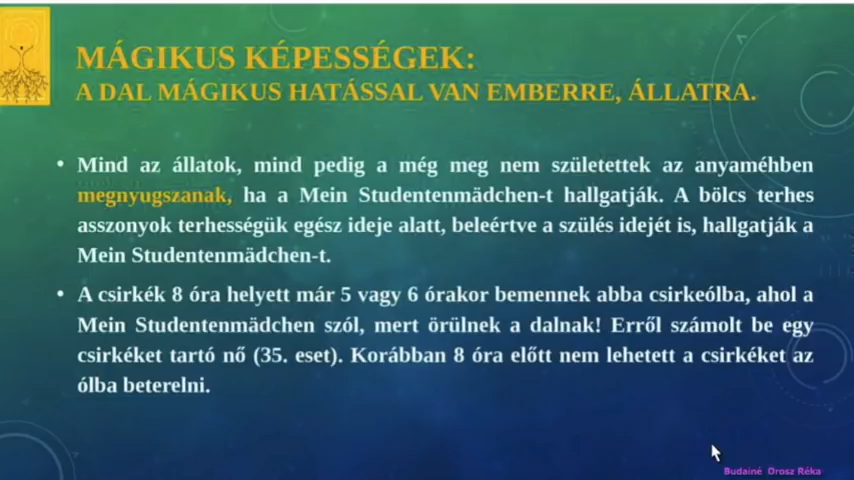 MÁGIKUS KÉPESSÉGEK:
A DAL MÁGIKUS HATÁSSAL VAN EMBERRE, ÁLLATRA.
• Mind az állatok, mind pedig a még meg nem születettek az anyaméhben
megnyugszanak, ha a Mein Studentenmädchen-t hallgatják. A bölcs terhes
asszonyok terhességük egész ideje alatt, beleértve a szülés idejét is, hallgatják a
Mein Studentenmädchen-t.
• A csirkék 8 óra helyett már 5 vagy 6 órakor bemennek abba csirkeólba, ahol a
Mein Studentenmädchen szól, mert örülnek a dalnak! Erről számolt be egy
csirkéket tartó nő (35. eset). Korábban 8 óra előtt nem lehetett a csirkéket az
ólba beterelni.
Budainé Orosz Réka